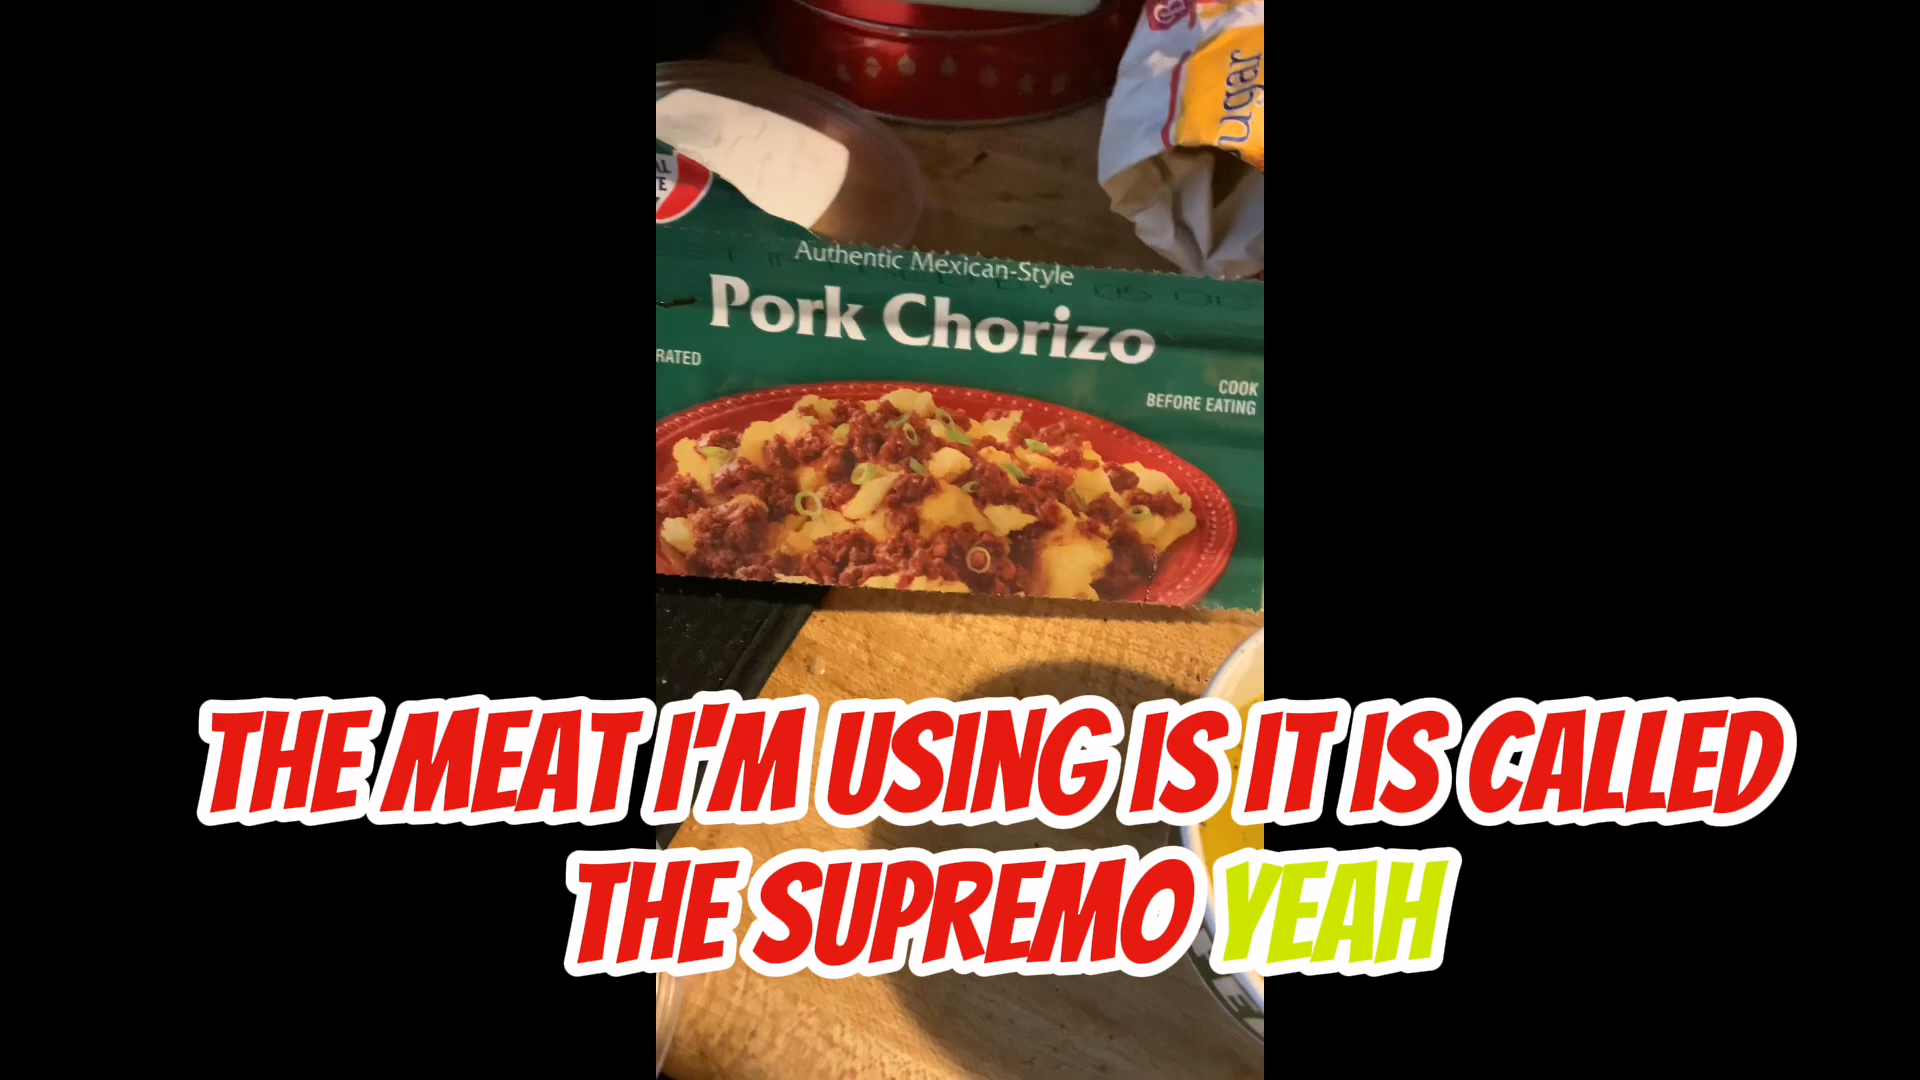 ugar
Authentic Mexican-Style
Pork Chorizo
RATED
COOK
BEFORE EATING
THE MEAT I'M USING IS IT IS CALLED
THE SUPREMO YEAH